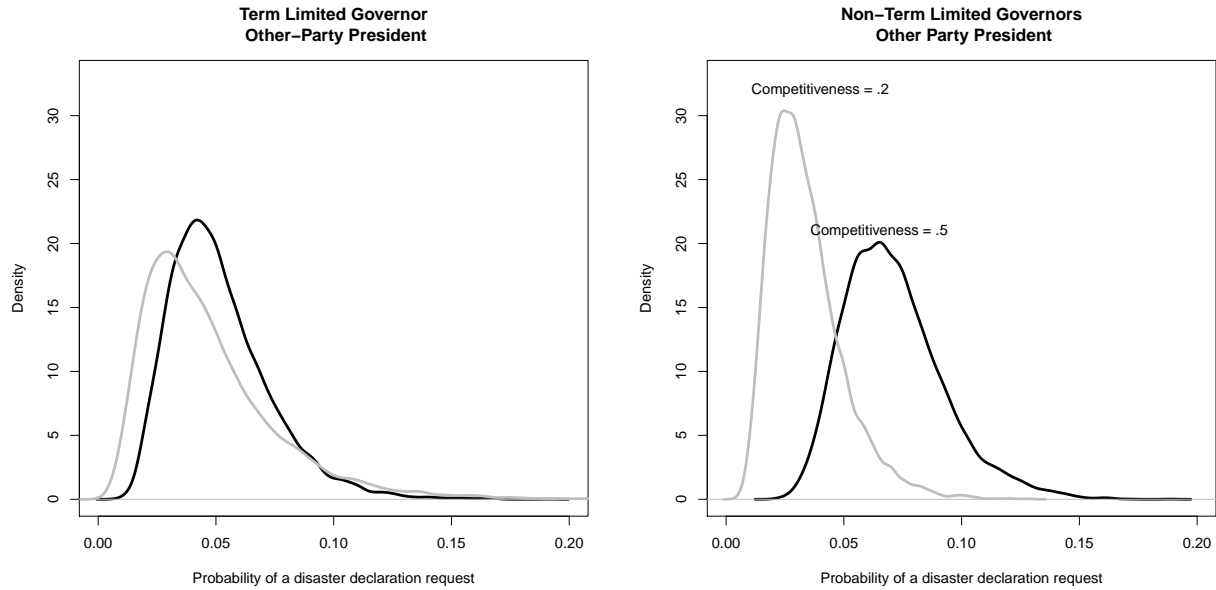 Term Limited Governor
Other−Party President
Density
30
25
20
15
10
5
0
0.00 0.05 0.10 0.15 0.20
Probability of a disaster declaration request
Non−Term Limited Governors
Other Party President
Competitiveness = .2
Competitiveness = .5
Density
30
25
20
15
10
5
0
0.00 0.05 0.10 0.15 0.20
Probability of a disaster declaration request